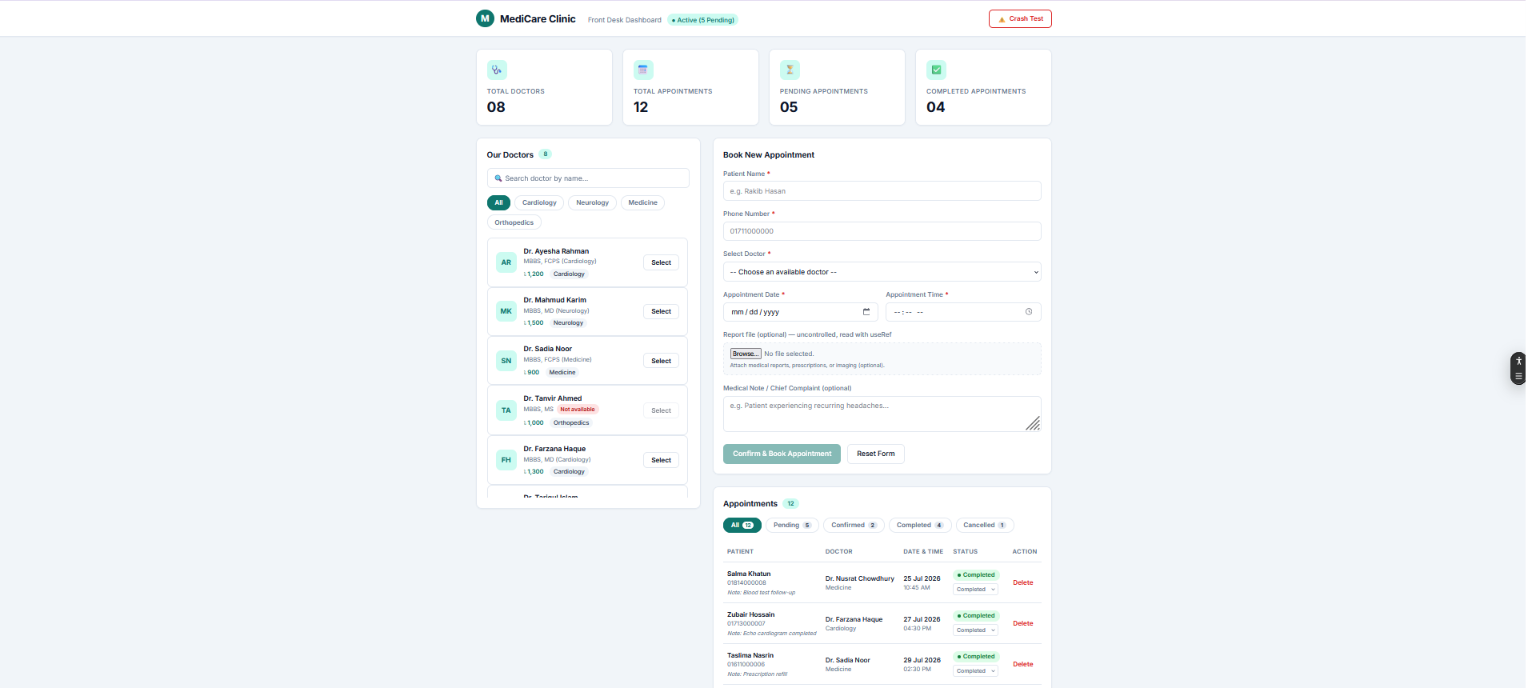 M MediCare Clinic Front Desk Dashboard • Active (5 Pending) Crash Test
TOTAL DOCTORS
08
TOTAL APPOINTMENTS
12
PENDING APPOINTMENTS
05
COMPLETED APPOINTMENTS
04
Our Doctors 8
Search doctor by name...
All Cardiology Neurology Medicine
Orthopedics
AR
Dr. Ayesha Rahman
MBBS, FCPS (Cardiology)
৳ 1,200 Cardiology
Select
MK
Dr. Mahmud Karim
MBBS, MD (Neurology)
৳ 1,500 Neurology
Select
SN
Dr. Sadia Noor
MBBS, FCPS (Medicine)
৳ 900 Medicine
Select
TA
Dr. Tanvir Ahmed
MBBS, MS Not available
৳ 1,000 Orthopedics
Select
FH
Dr. Farzana Haque
MBBS, MD (Cardiology)
৳ 1,300 Cardiology
Select
Dr. Tariqul Islam
Book New Appointment
Patient Name *
e.g. Rakib Hasan
Phone Number *
01711000000
Select Doctor *
-- Choose an available doctor --
Appointment Date *
mm / dd / yyyy
Appointment Time *
-- : -- --
Report file (optional) — uncontrolled, read with useRef
Browse... No file selected.
Attach medical reports, prescriptions, or imaging (optional).
Medical Note / Chief Complaint (optional)
e.g. Patient experiencing recurring headaches...
Confirm & Book Appointment Reset Form
Appointments 12
All 12 Pending 5 Confirmed 2 Completed 4 Cancelled 1
PATIENT DOCTOR DATE & TIME STATUS ACTION
Salma Khatun
01814000008
Note: Blood test follow-up
Dr. Nusrat Chowdhury
Medicine
25 Jul 2026
10:45 AM
• Completed
Completed
Delete
Zubair Hossain
01713000007
Note: Echo cardiogram completed
Dr. Farzana Haque
Cardiology
27 Jul 2026
04:30 PM
• Completed
Completed
Delete
Taslima Nasrin
01611000006
Note: Prescription refill
Dr. Sadia Noor
Medicine
29 Jul 2026
02:30 PM
• Completed
Completed
Delete